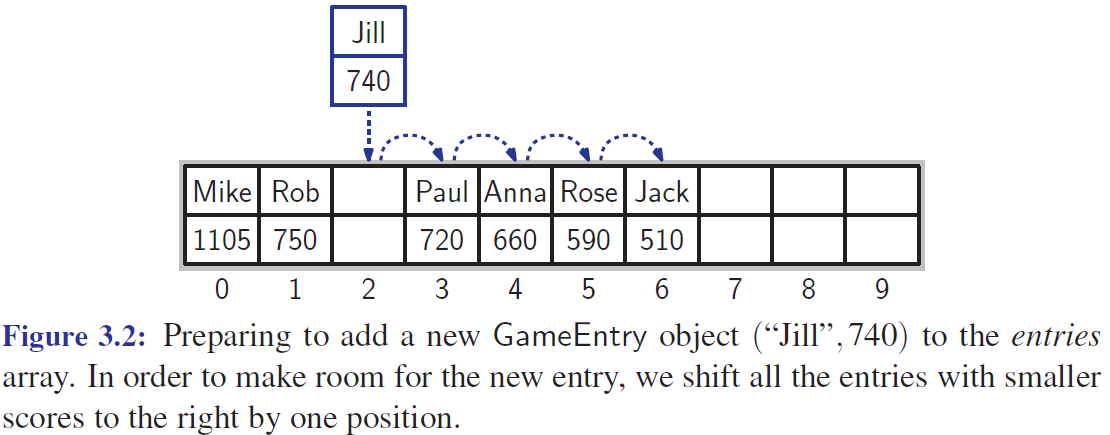 Jill
740
Mike Rob Paul Anna Rose Jack
1105 750 720 660 590 510
0 1 2 3 4 5 6 7 8 9
Figure 3.2: Preparing to add a new GameEntry object (“Jill”, 740) to the entries
array. In order to make room for the new entry, we shift all the entries with smaller
scores to the right by one position.